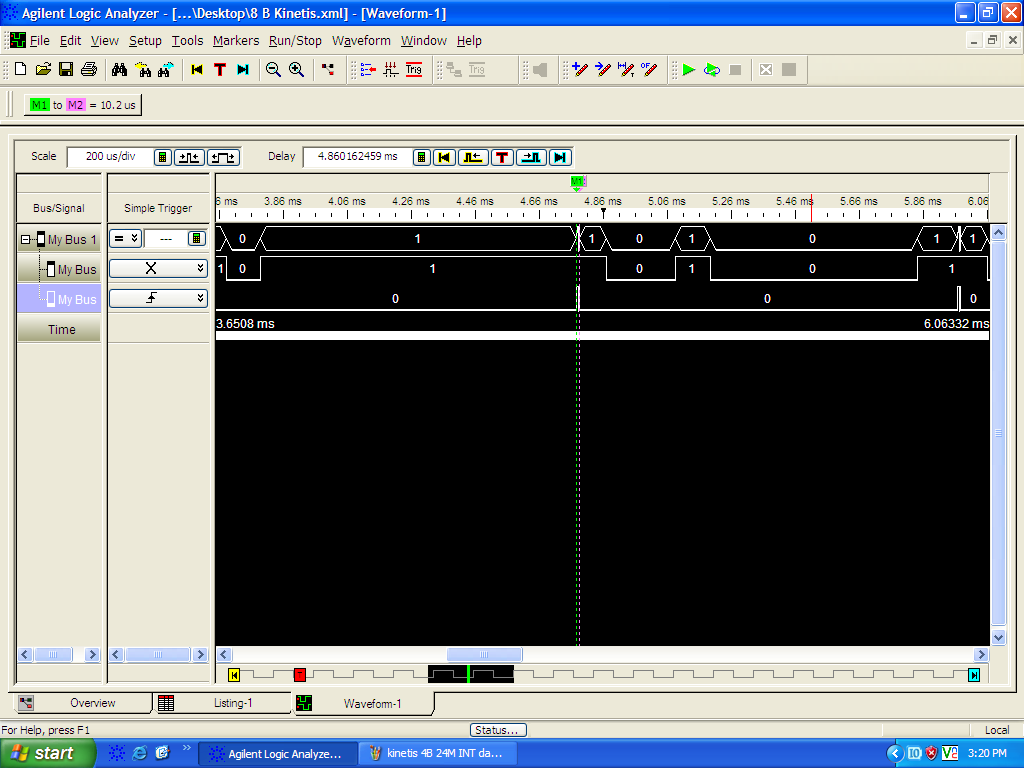 Agilent Logic Analyzer - [...\Desktop\8 B Kinetis.xml] - [Waveform-1]
File Edit View Setup Tools Markers Run/Stop Waveform Window Help
T Trig Trig
M1 to M2 = 10.2 us
Scale 200 us/div Delay 4.860162459 ms T
M1
Bus/Signal Simple Trigger 6 ms 3.86 ms 4.06 ms 4.26 ms 4.46 ms 4.66 ms 4.86 ms 5.06 ms 5.26 ms 5.46 ms 5.66 ms 5.86 ms 6.06
My Bus 1 = --- 0 1 1 0 1 0 1 1
My Bus X 1 0 1 0 1 0 1
My Bus 0 0 0
Time 3.6508 ms 6.06332 ms
Overview Listing-1 Waveform-1
For Help, press F1 Status... Local
start Agilent Logic Analyze... kinetis 4B 24M INT da... 3:20 PM